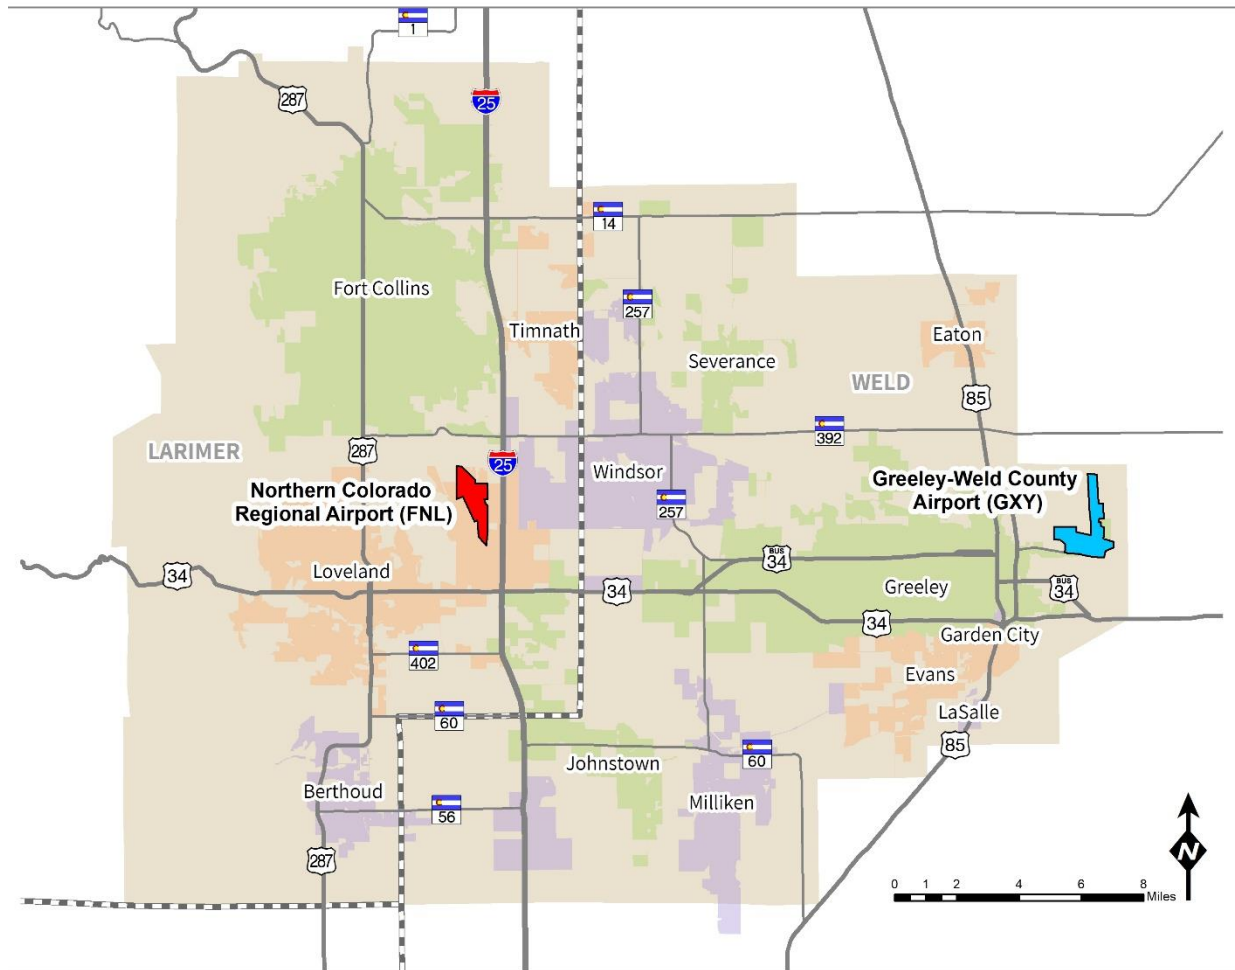 1
287
25
14
Fort Collins
257
Timnath
Eaton
Severance
WELD
85
LARIMER
287
392
25
Windsor
Northern Colorado
Regional Airport (FNL)
Greeley-Weld County
Airport (GXY)
257
BUS
34
Loveland
34
34
Greeley
BUS
34
34
Garden City
402
Evans
60
LaSalle
85
Johnstown
60
Berthoud
56
Milliken
287
N
0 1 2 4 6 8
Miles